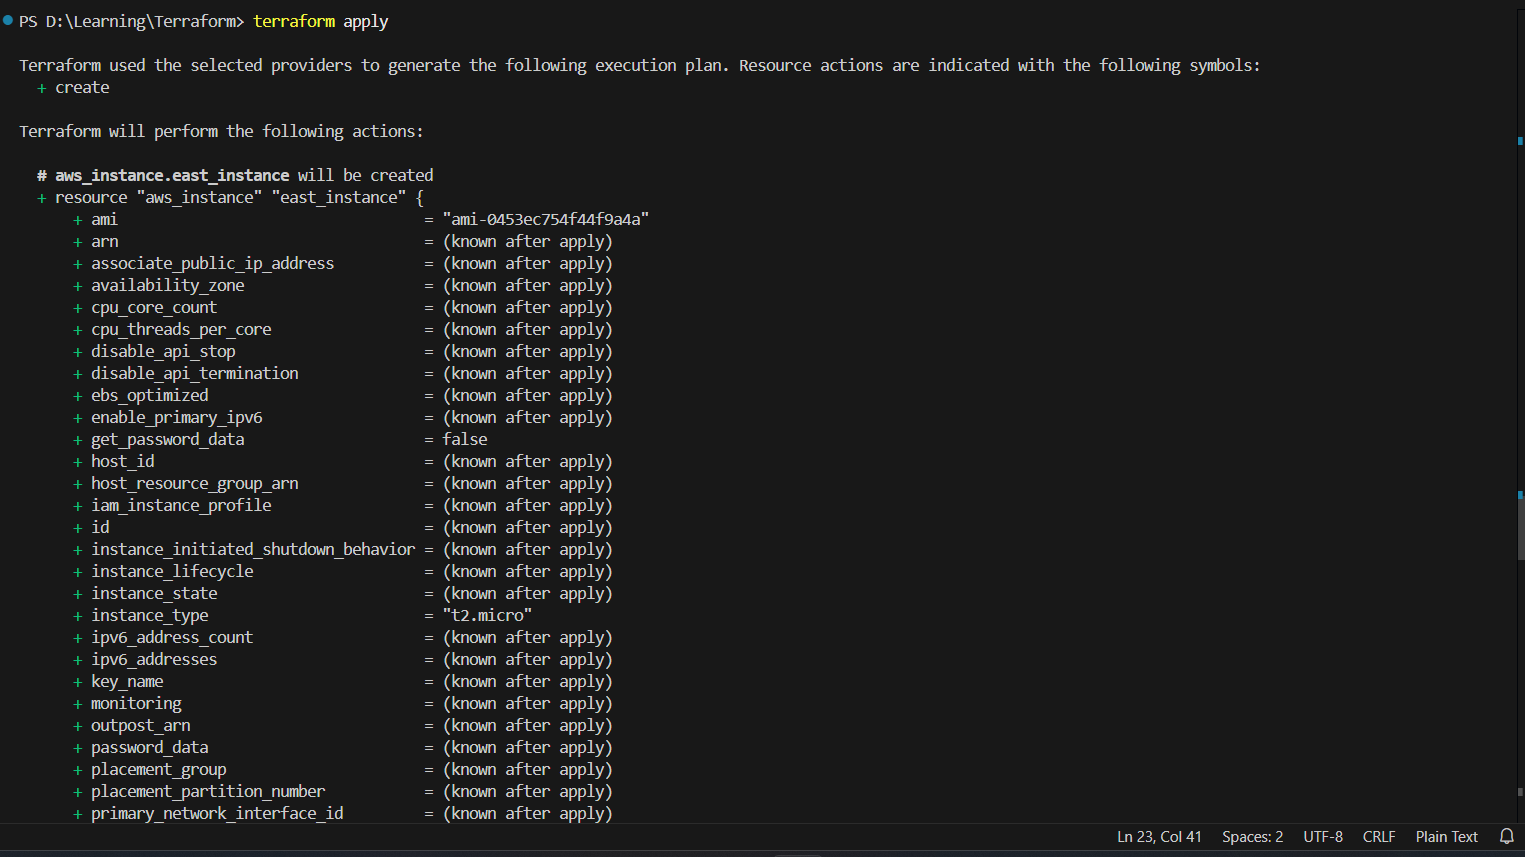 PS D:\Learning\Terraform> terraform apply
Terraform used the selected providers to generate the following execution plan. Resource actions are indicated with the following symbols:
+ create
Terraform will perform the following actions:
# aws_instance.east_instance will be created
+ resource "aws_instance" "east_instance" {
+ ami = "ami-0453ec754f44f9a4a"
+ arn = (known after apply)
+ associate_public_ip_address = (known after apply)
+ availability_zone = (known after apply)
+ cpu_core_count = (known after apply)
+ cpu_threads_per_core = (known after apply)
+ disable_api_stop = (known after apply)
+ disable_api_termination = (known after apply)
+ ebs_optimized = (known after apply)
+ enable_primary_ipv6 = (known after apply)
+ get_password_data = false
+ host_id = (known after apply)
+ host_resource_group_arn = (known after apply)
+ iam_instance_profile = (known after apply)
+ id = (known after apply)
+ instance_initiated_shutdown_behavior = (known after apply)
+ instance_lifecycle = (known after apply)
+ instance_state = (known after apply)
+ instance_type = "t2.micro"
+ ipv6_address_count = (known after apply)
+ ipv6_addresses = (known after apply)
+ key_name = (known after apply)
+ monitoring = (known after apply)
+ outpost_arn = (known after apply)
+ password_data = (known after apply)
+ placement_group = (known after apply)
+ placement_partition_number = (known after apply)
+ primary_network_interface_id = (known after apply)
Ln 23, Col 41 Spaces: 2 UTF-8 CRLF Plain Text